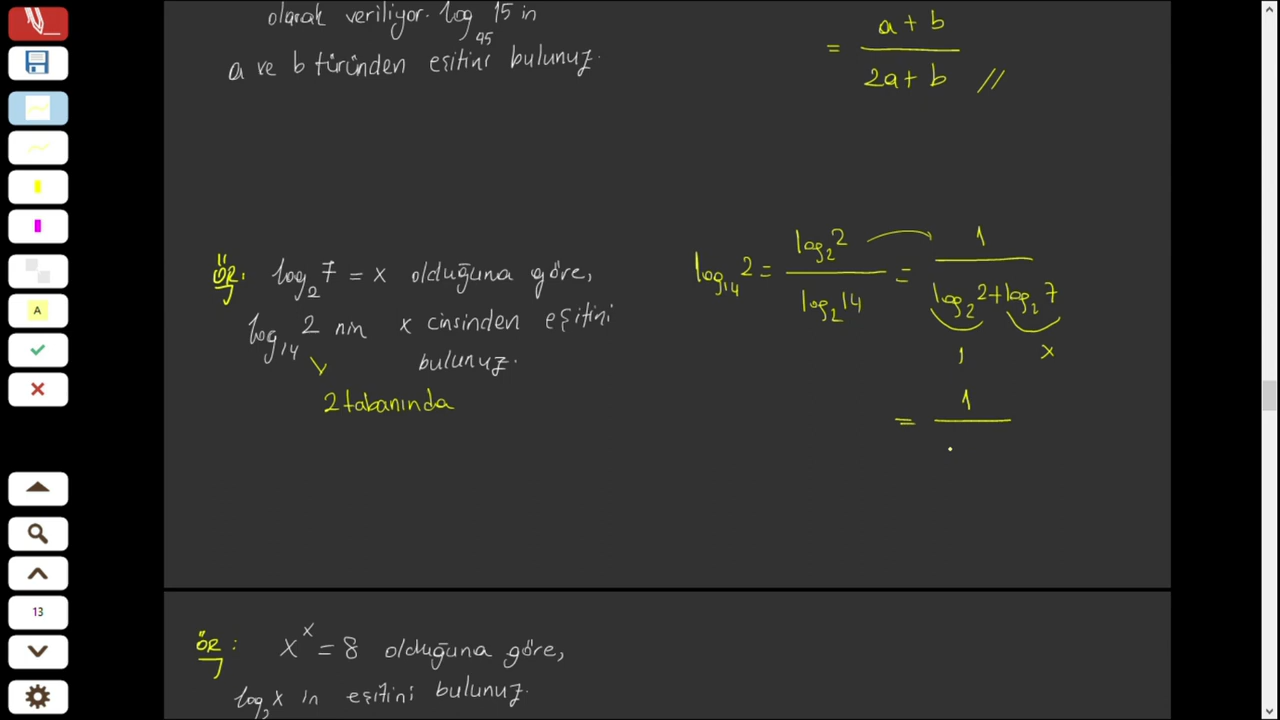 olarak veriliyor. log₄₅ 15 in
a ve b türünden eşitini bulunuz.
= a + b / 2a + b //
ÖR: log₂ 7 = x olduğuna göre,
log₁₄ 2 nin x cinsinden eşitini
bulunuz.
2 tabanında
log₁₄ 2 = log₂ 2 / log₂ 14 = 1 / log₂ 2 + log₂ 7
1 x
= 1
ÖR: xˣ = 8 olduğuna göre,
log₂ x in eşitini bulunuz.
A
13